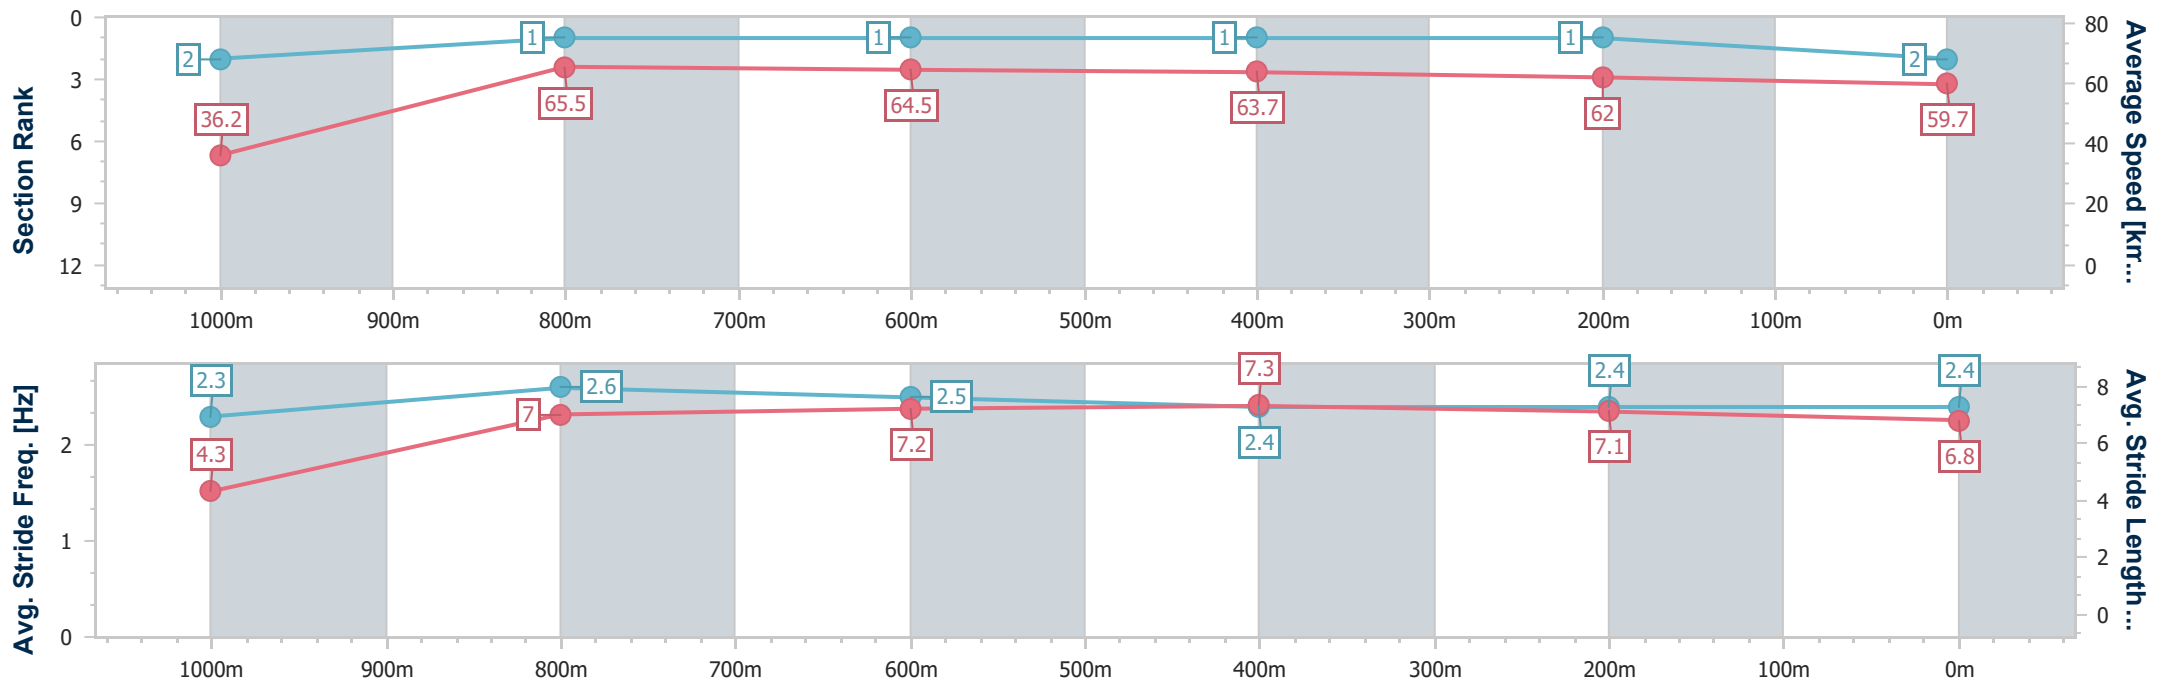 Section Rank
0
3
6
9
12
2
1
1
1
1
2
36.2
65.5
64.5
63.7
62
59.7
80
60
40
20
0
Average Speed [km...
1000m
900m
800m
700m
600m
500m
400m
300m
200m
100m
0m
Avg. Stride Freq. [Hz]
2
1
0
2.3
2.6
2.5
2.4
2.4
2.4
4.3
7
7.2
7.3
7.1
6.8
8
6
4
2
0
Avg. Stride Length...
1000m
900m
800m
700m
600m
500m
400m
300m
200m
100m
0m